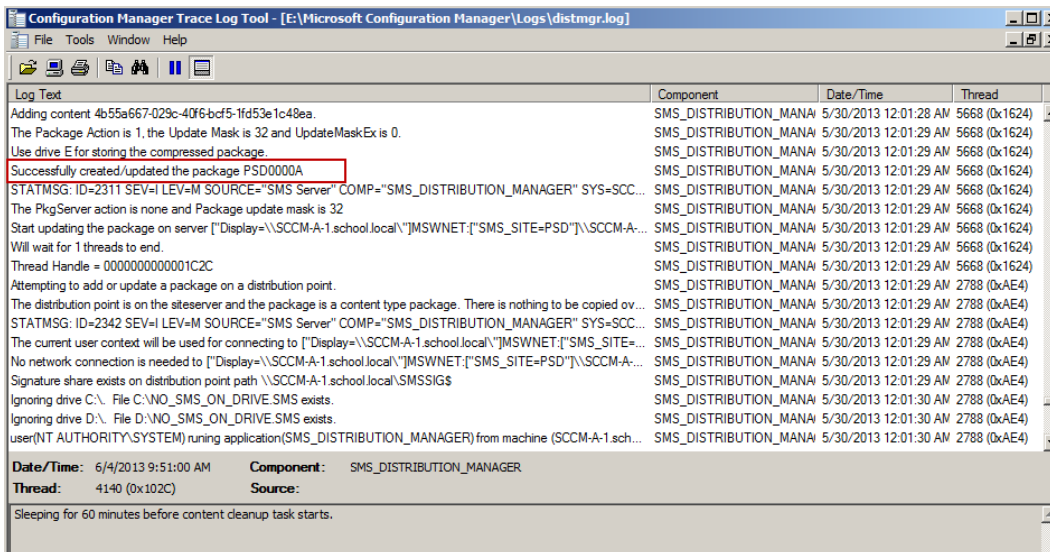 Configuration Manager Trace Log Tool - [E:\Microsoft Configuration Manager\Logs\distmgr.log]
File Tools Window Help
Log Text Component Date/Time Thread
Adding content 4b55a667-029c-40f6-bcf5-1fd53e1c48ea. SMS_DISTRIBUTION_MANA 5/30/2013 12:01:28 AM 5668 (0x1624)
The Package Action is 1, the Update Mask is 32 and UpdateMaskEx is 0. SMS_DISTRIBUTION_MANA 5/30/2013 12:01:29 AM 5668 (0x1624)
Use drive E for storing the compressed package. SMS_DISTRIBUTION_MANA 5/30/2013 12:01:29 AM 5668 (0x1624)
Successfully created/updated the package PSD0000A SMS_DISTRIBUTION_MANA 5/30/2013 12:01:29 AM 5668 (0x1624)
STATMSG: ID=2311 SEV=I LEV=M SOURCE="SMS Server" COMP="SMS_DISTRIBUTION_MANAGER" SYS=SCC... SMS_DISTRIBUTION_MANA 5/30/2013 12:01:29 AM 5668 (0x1624)
The PkgServer action is none and Package update mask is 32 SMS_DISTRIBUTION_MANA 5/30/2013 12:01:29 AM 5668 (0x1624)
Start updating the package on server ["Display=\\SCCM-A-1.school.local\"]MSWNET:["SMS_SITE=PSD"]\\SCCM-A-... SMS_DISTRIBUTION_MANA 5/30/2013 12:01:29 AM 5668 (0x1624)
Will wait for 1 threads to end. SMS_DISTRIBUTION_MANA 5/30/2013 12:01:29 AM 5668 (0x1624)
Thread Handle = 0000000000001C2C SMS_DISTRIBUTION_MANA 5/30/2013 12:01:29 AM 5668 (0x1624)
Attempting to add or update a package on a distribution point. SMS_DISTRIBUTION_MANA 5/30/2013 12:01:29 AM 2788 (0xAE4)
The distribution point is on the siteserver and the package is a content type package. There is nothing to be copied ov... SMS_DISTRIBUTION_MANA 5/30/2013 12:01:29 AM 2788 (0xAE4)
STATMSG: ID=2342 SEV=I LEV=M SOURCE="SMS Server" COMP="SMS_DISTRIBUTION_MANAGER" SYS=SCC... SMS_DISTRIBUTION_MANA 5/30/2013 12:01:29 AM 2788 (0xAE4)
The current user context will be used for connecting to ["Display=\\SCCM-A-1.school.local\"]MSWNET:["SMS_SITE=... SMS_DISTRIBUTION_MANA 5/30/2013 12:01:29 AM 2788 (0xAE4)
No network connection is needed to ["Display=\\SCCM-A-1.school.local\"]MSWNET:["SMS_SITE=PSD"]\\SCCM-A-... SMS_DISTRIBUTION_MANA 5/30/2013 12:01:29 AM 2788 (0xAE4)
Signature share exists on distribution point path \\SCCM-A-1.school.local\SMSSIG$ SMS_DISTRIBUTION_MANA 5/30/2013 12:01:29 AM 2788 (0xAE4)
Ignoring drive C:\. File C:\NO_SMS_ON_DRIVE.SMS exists. SMS_DISTRIBUTION_MANA 5/30/2013 12:01:30 AM 2788 (0xAE4)
Ignoring drive D:\. File D:\NO_SMS_ON_DRIVE.SMS exists. SMS_DISTRIBUTION_MANA 5/30/2013 12:01:30 AM 2788 (0xAE4)
user(NT AUTHORITY\SYSTEM) runing application(SMS_DISTRIBUTION_MANAGER) from machine (SCCM-A-1.sch... SMS_DISTRIBUTION_MANA 5/30/2013 12:01:30 AM 2788 (0xAE4)
Date/Time: 6/4/2013 9:51:00 AM Component: SMS_DISTRIBUTION_MANAGER
Thread: 4140 (0x102C) Source:
Sleeping for 60 minutes before content cleanup task starts.